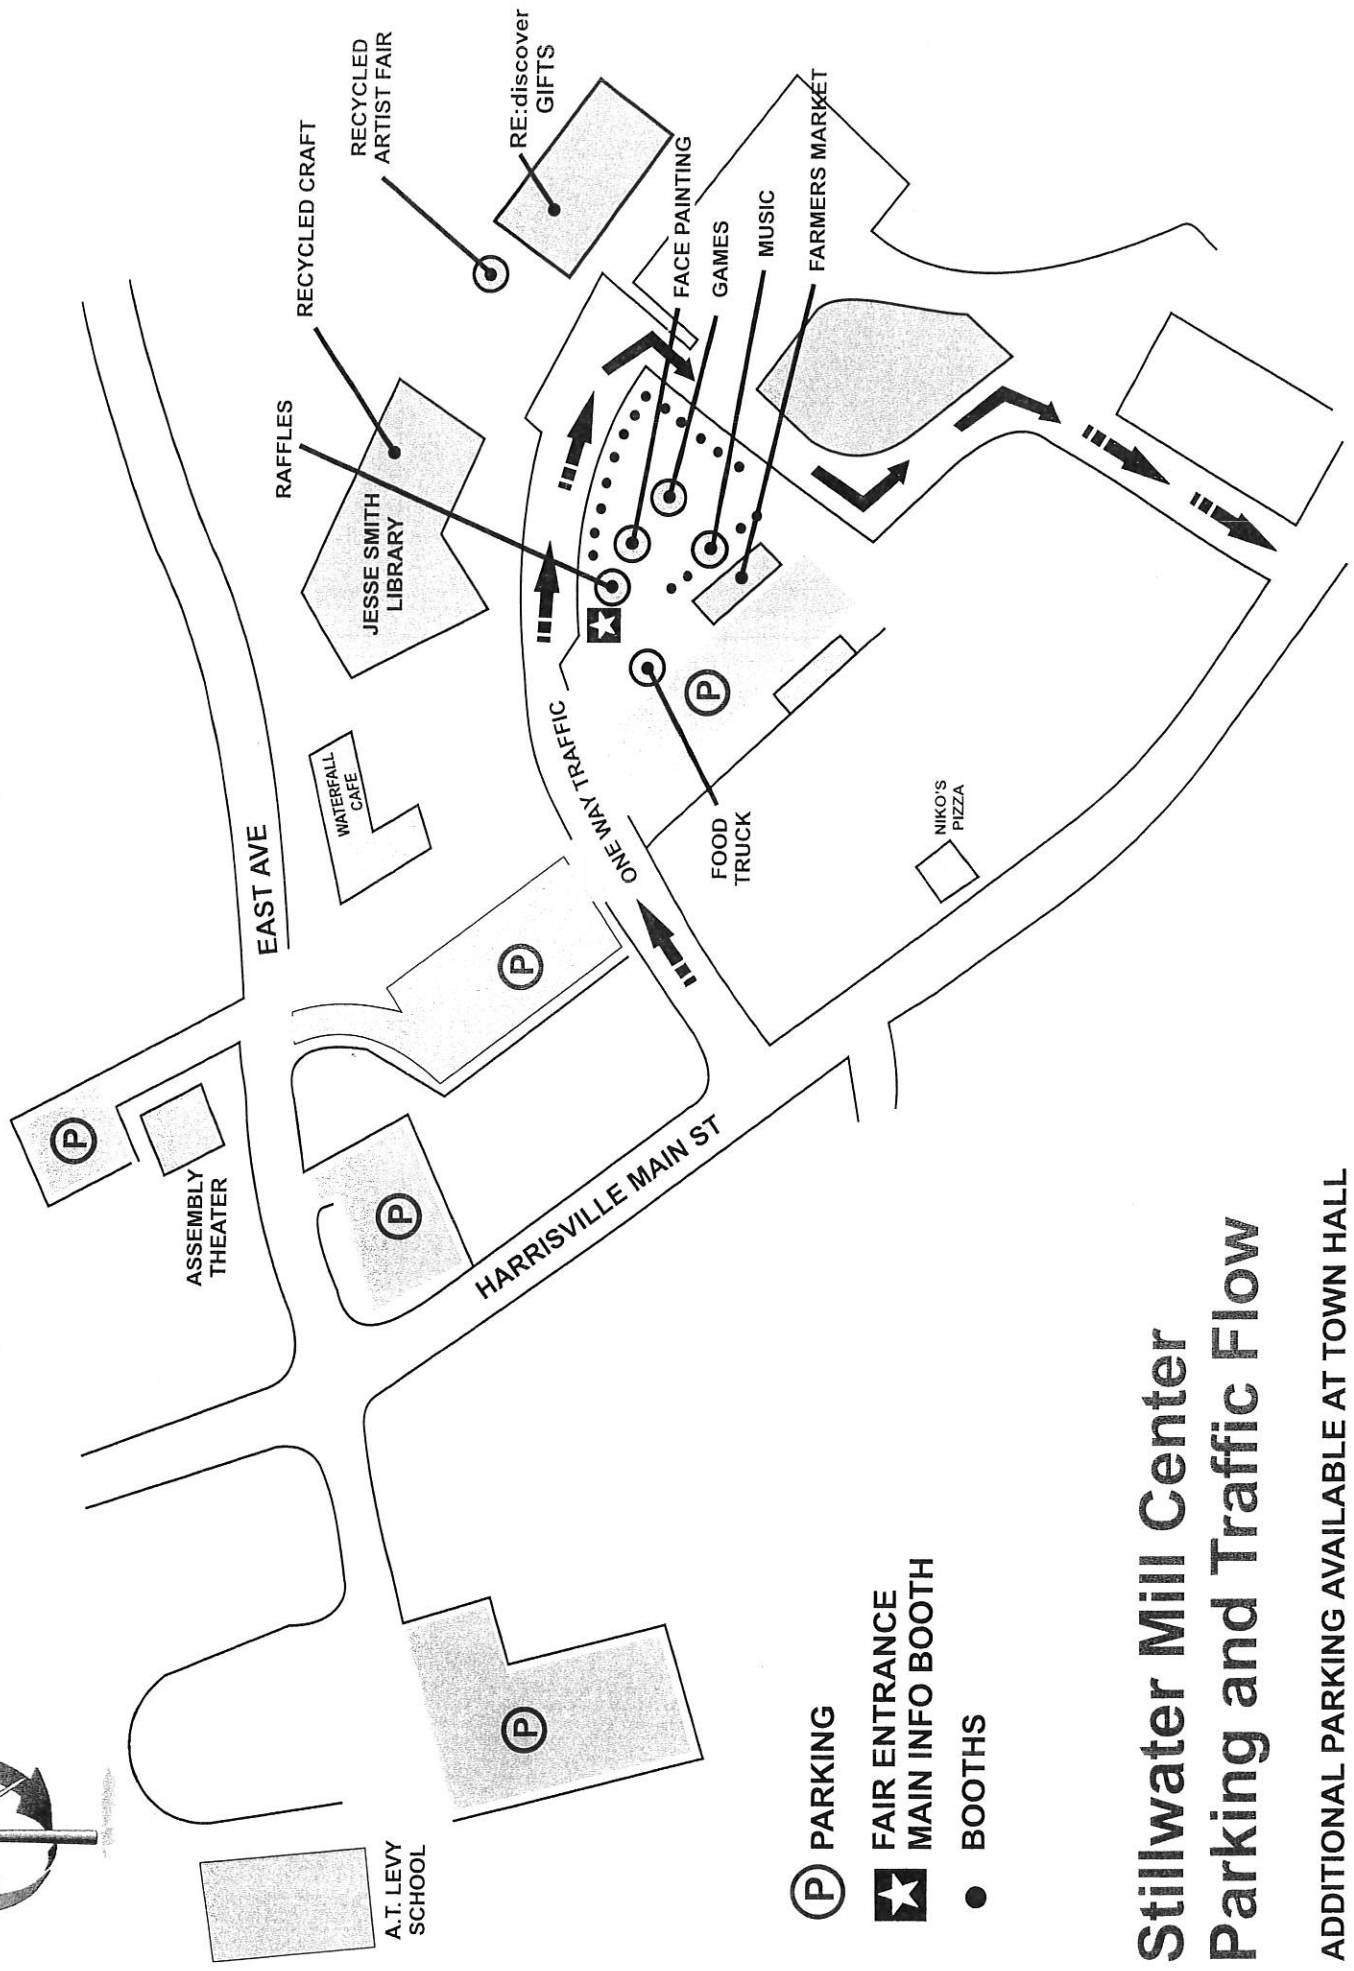 RECYCLED
ARTIST FAIR
RE:discover
GIFTS
RECYCLED CRAFT
RAFFLES
JESSE SMITH
LIBRARY
FACE PAINTING
GAMES
MUSIC
FARMERS MARKET
EAST AVE
WATERFALL
CAFE
ONE WAY TRAFFIC
P
FOOD
TRUCK
NIKO'S
PIZZA
P
P
ASSEMBLY
THEATER
P
HARRISVILLE MAIN ST
P
A.T. LEVY
SCHOOL
P PARKING
FAIR ENTRANCE
MAIN INFO BOOTH
BOOTHS
Stillwater Mill Center
Parking and Traffic Flow
ADDITIONAL PARKING AVAILABLE AT TOWN HALL